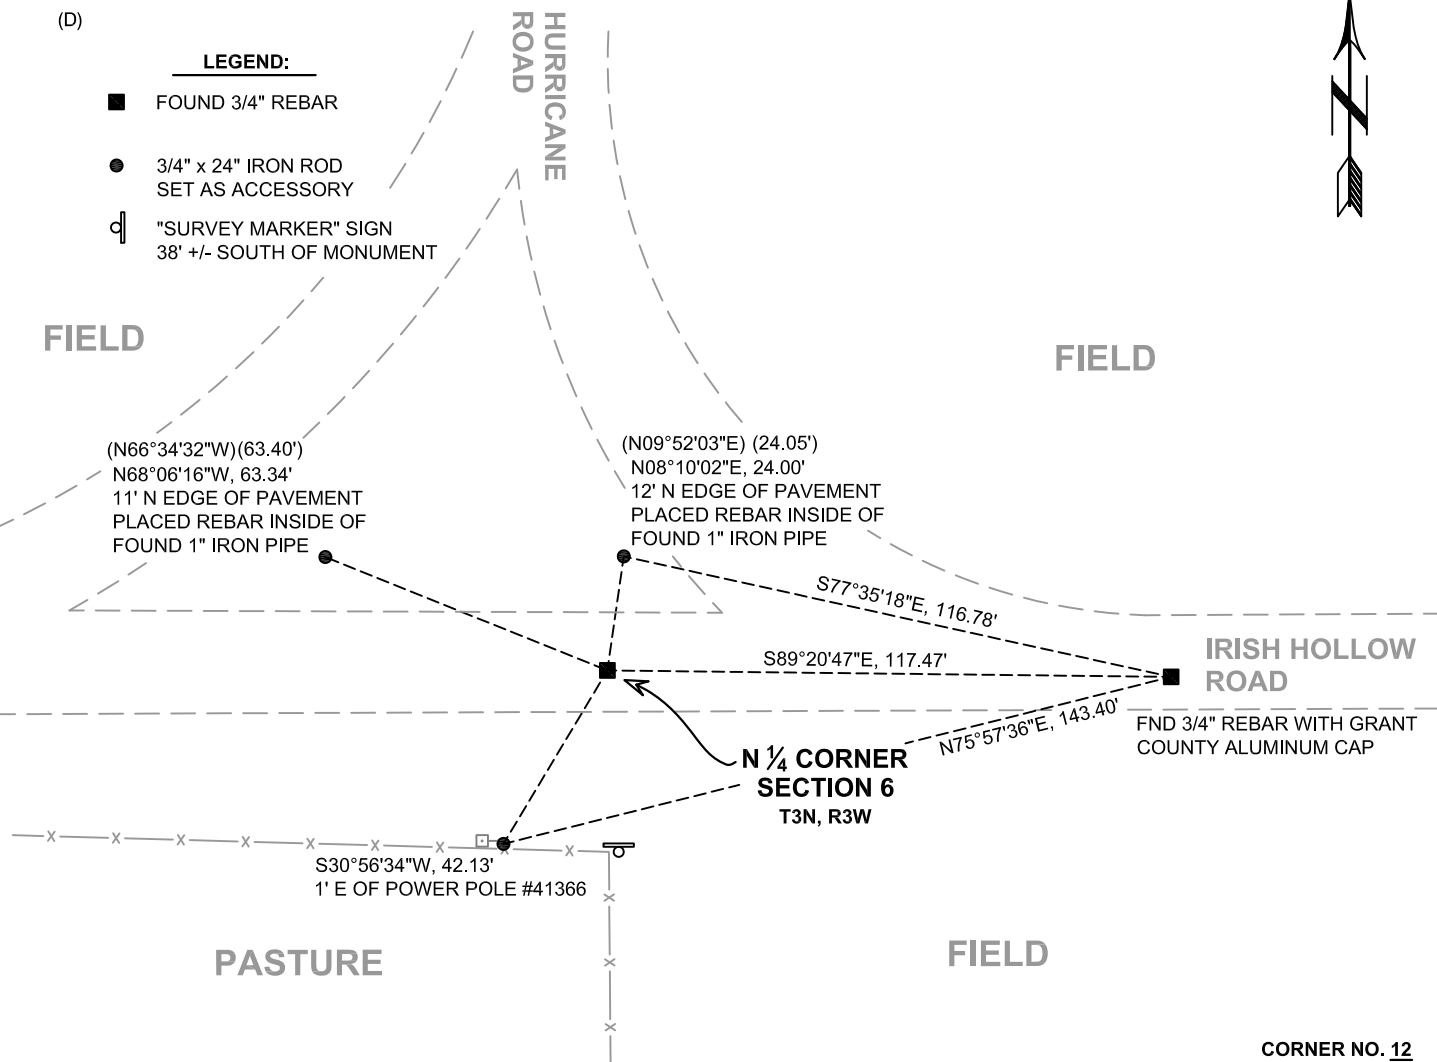 (D)
HURRICANE
ROAD
LEGEND:
FOUND 3/4" REBAR
3/4" x 24" IRON ROD
SET AS ACCESSORY
"SURVEY MARKER" SIGN
38' +/- SOUTH OF MONUMENT
N
FIELD
FIELD
(N66°34'32"W)(63.40')
N68°06'16"W, 63.34'
11' N EDGE OF PAVEMENT
PLACED REBAR INSIDE OF
FOUND 1" IRON PIPE
(N09°52'03"E) (24.05')
N08°10'02"E, 24.00'
12' N EDGE OF PAVEMENT
PLACED REBAR INSIDE OF
FOUND 1" IRON PIPE
S77°35'18"E, 116.78'
S89°20'47"E, 117.47'
IRISH HOLLOW
ROAD
N75°57'36"E, 143.40'
FND 3/4" REBAR WITH GRANT
COUNTY ALUMINUM CAP
N 1/4 CORNER
SECTION 6
T3N, R3W
S30°56'34"W, 42.13'
1' E OF POWER POLE #41366
PASTURE
FIELD
CORNER NO. 12